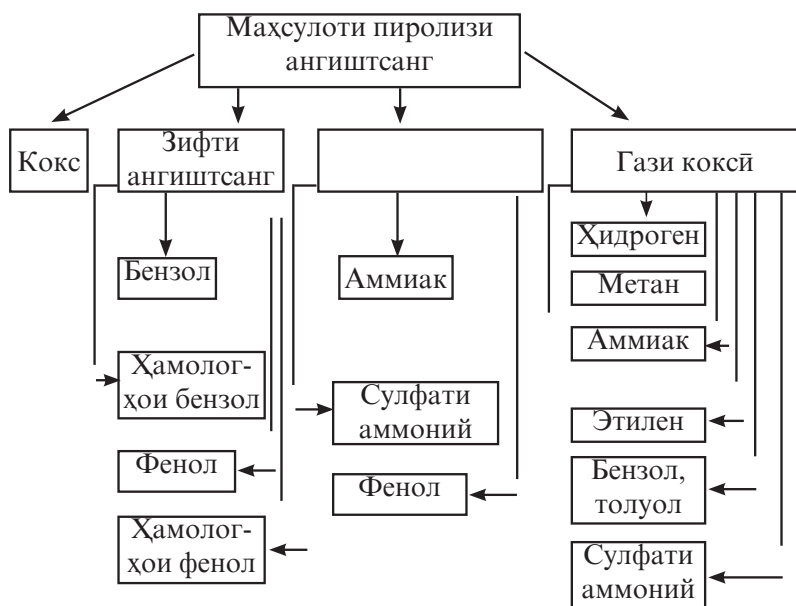 Маҳсулоти пиролизи
ангиштсанг
Кокс
Зифти
ангиштсанг
Гази коксӣ
Бензол
Ҳамолог-
ҳои бензол
Фенол
Ҳамолог-
ҳои фенол
Аммиак
Сулфати
аммоний
Фенол
Ҳидроген
Метан
Аммиак
Этилен
Бензол,
толуол
Сулфати
аммоний